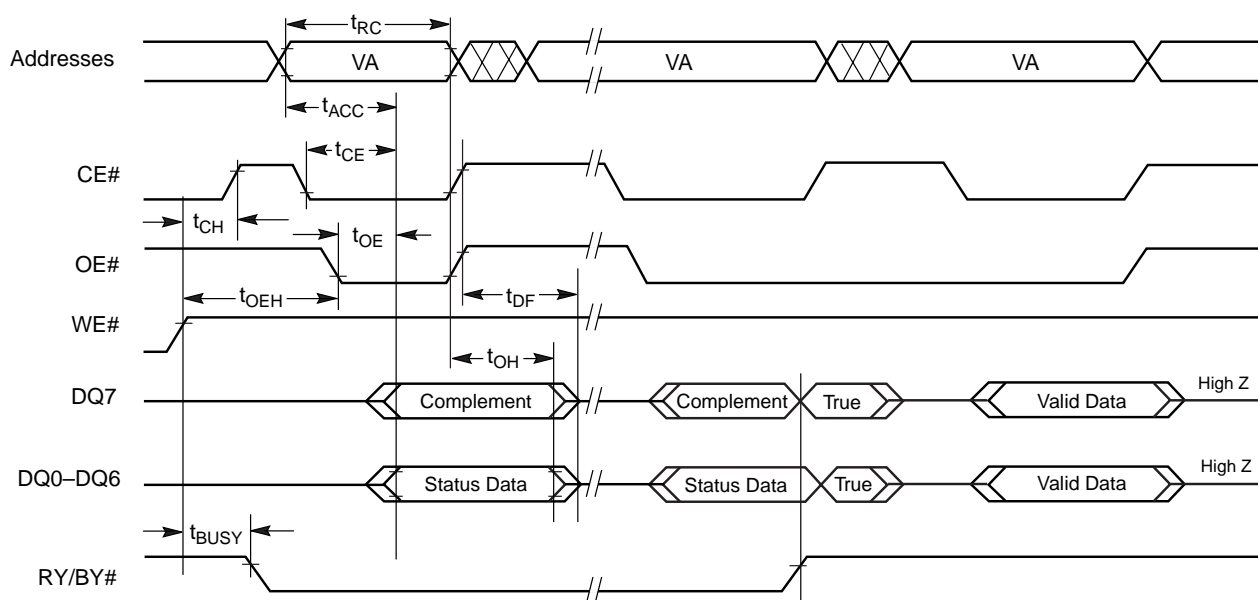 tRC
Addresses VA VA VA
tACC
tCE
CE#
tCH
tOE
OE#
tOEH tDF
WE#
tOH
DQ7 Complement Complement True Valid Data High Z
DQ0–DQ6 Status Data Status Data True Valid Data High Z
tBUSY
RY/BY#